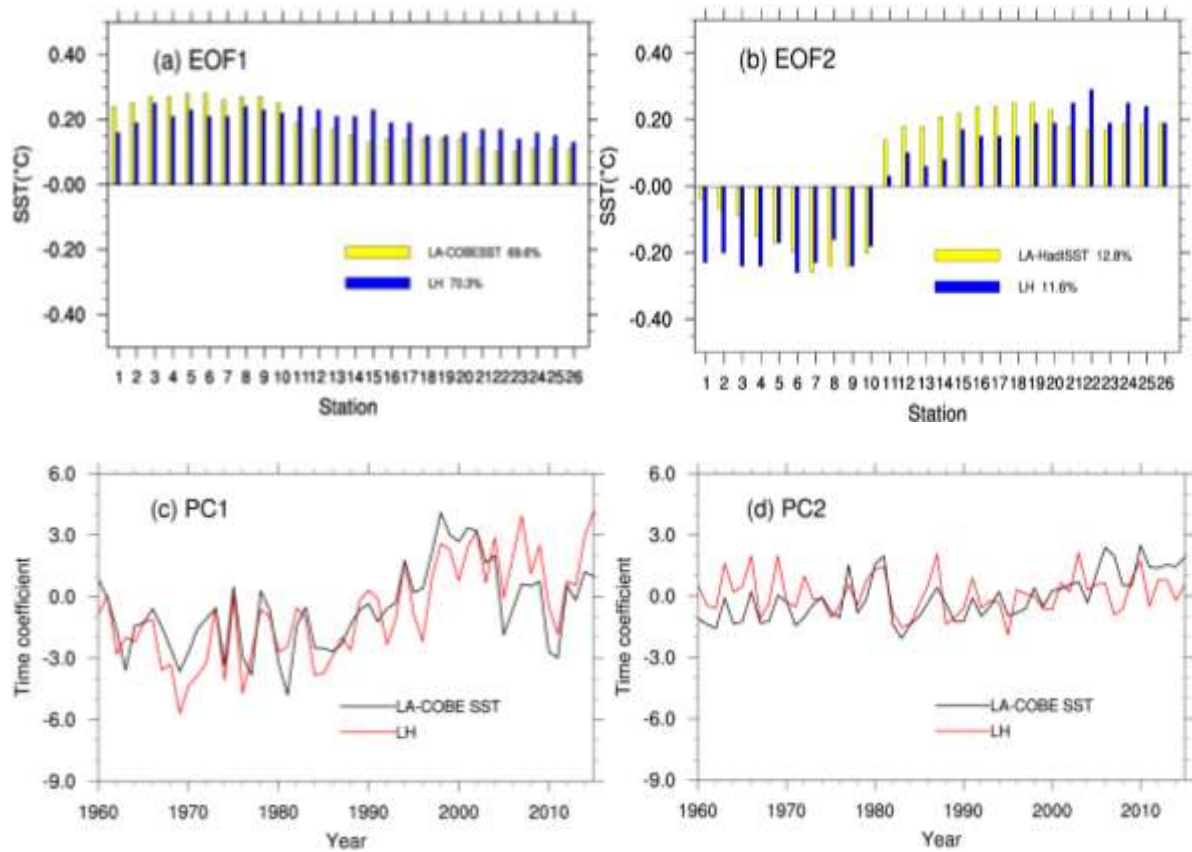 (a) EOF1
SST(°C)
0.40
0.20
-0.00
-0.20
-0.40
LA-COBESST 69.6%
LH 70.3%
1 2 3 4 5 6 7 8 9 10 11 12 13 14 15 16 17 18 19 20 21 22 23 24 25 26
Station
(b) EOF2
SST(°C)
0.40
0.20
-0.00
-0.20
-0.40
LA-HadISST 12.8%
LH 11.6%
1 2 3 4 5 6 7 8 9 10 11 12 13 14 15 16 17 18 19 20 21 22 23 24 25 26
Station
(c) PC1
Time coefficient
6.0
3.0
0.0
-3.0
-6.0
-9.0
LA-COBE SST
LH
1960 1970 1980 1990 2000 2010
Year
(d) PC2
Time coefficient
6.0
3.0
0.0
-3.0
-6.0
-9.0
LA-COBE SST
LH
1960 1970 1980 1990 2000 2010
Year